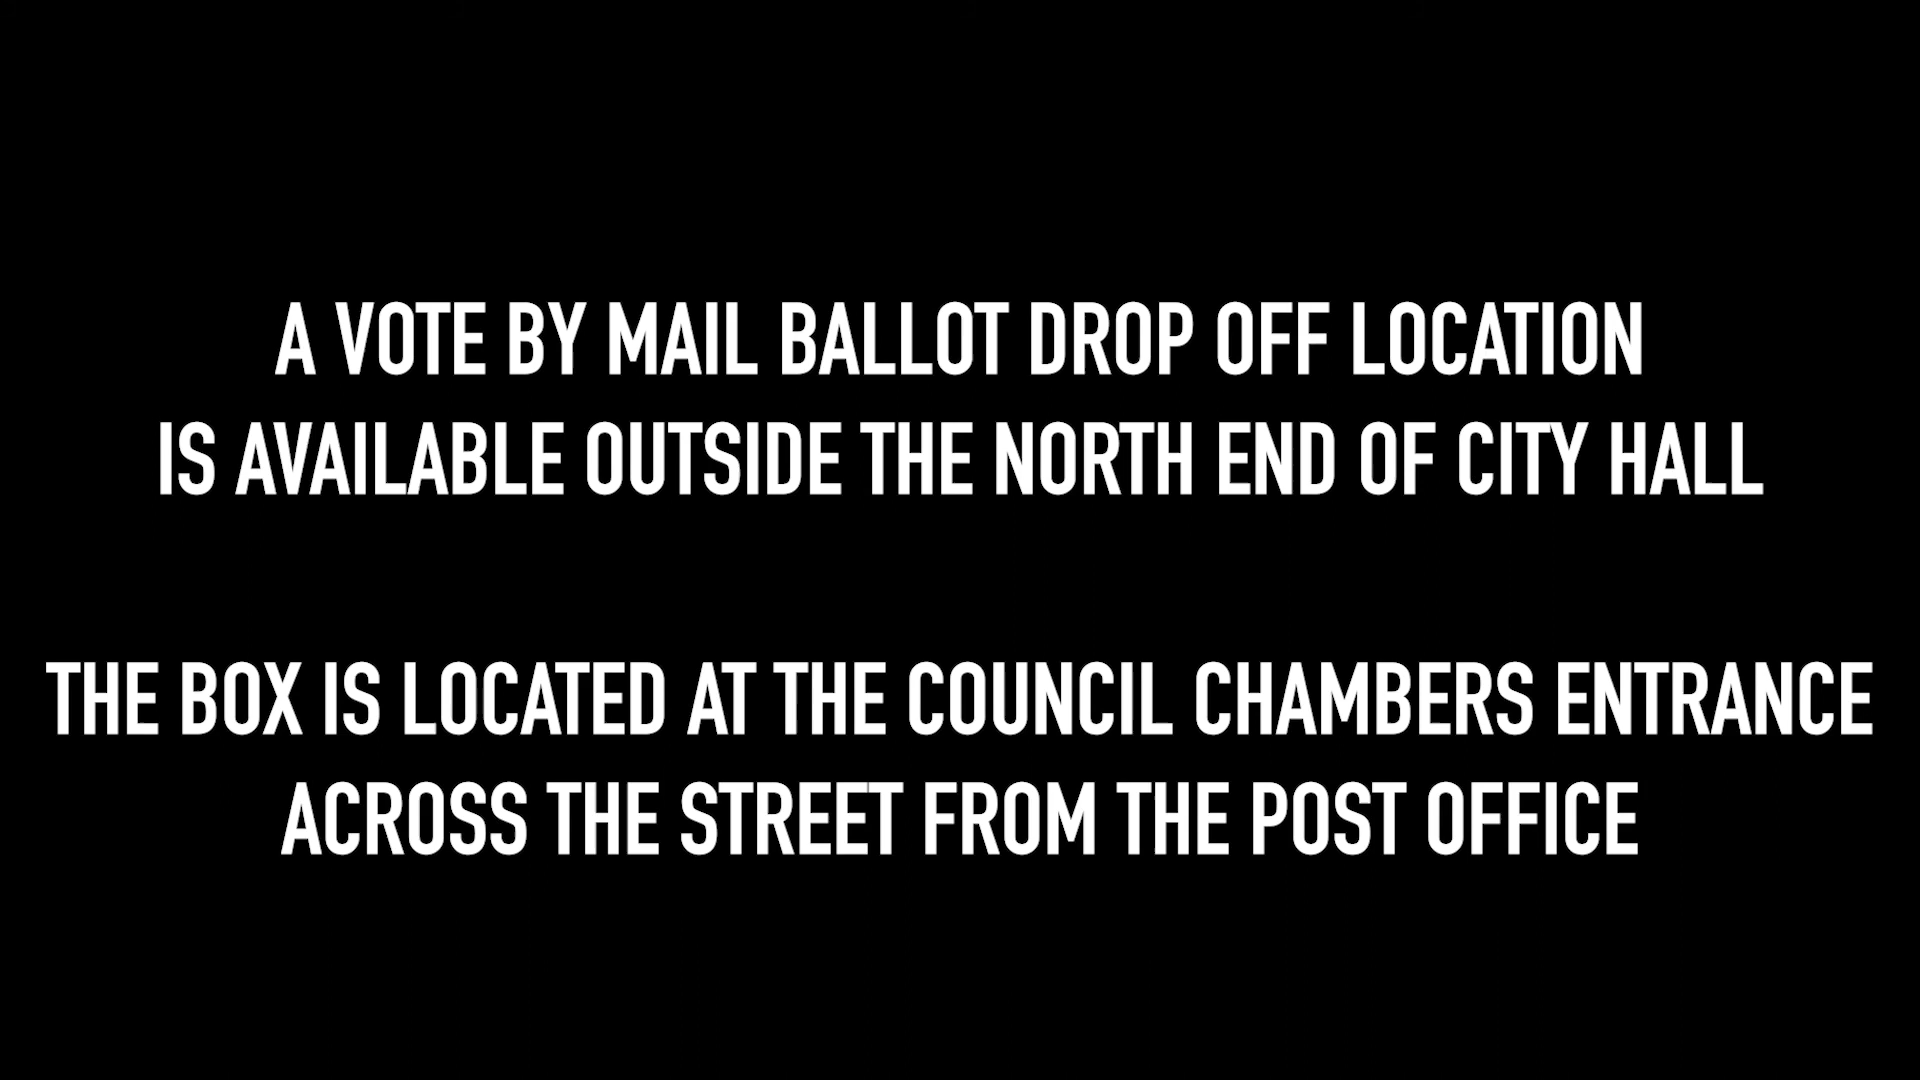 A VOTE BY MAIL BALLOT DROP OFF LOCATION
IS AVAILABLE OUTSIDE THE NORTH END OF CITY HALL
THE BOX IS LOCATED AT THE COUNCIL CHAMBERS ENTRANCE
ACROSS THE STREET FROM THE POST OFFICE